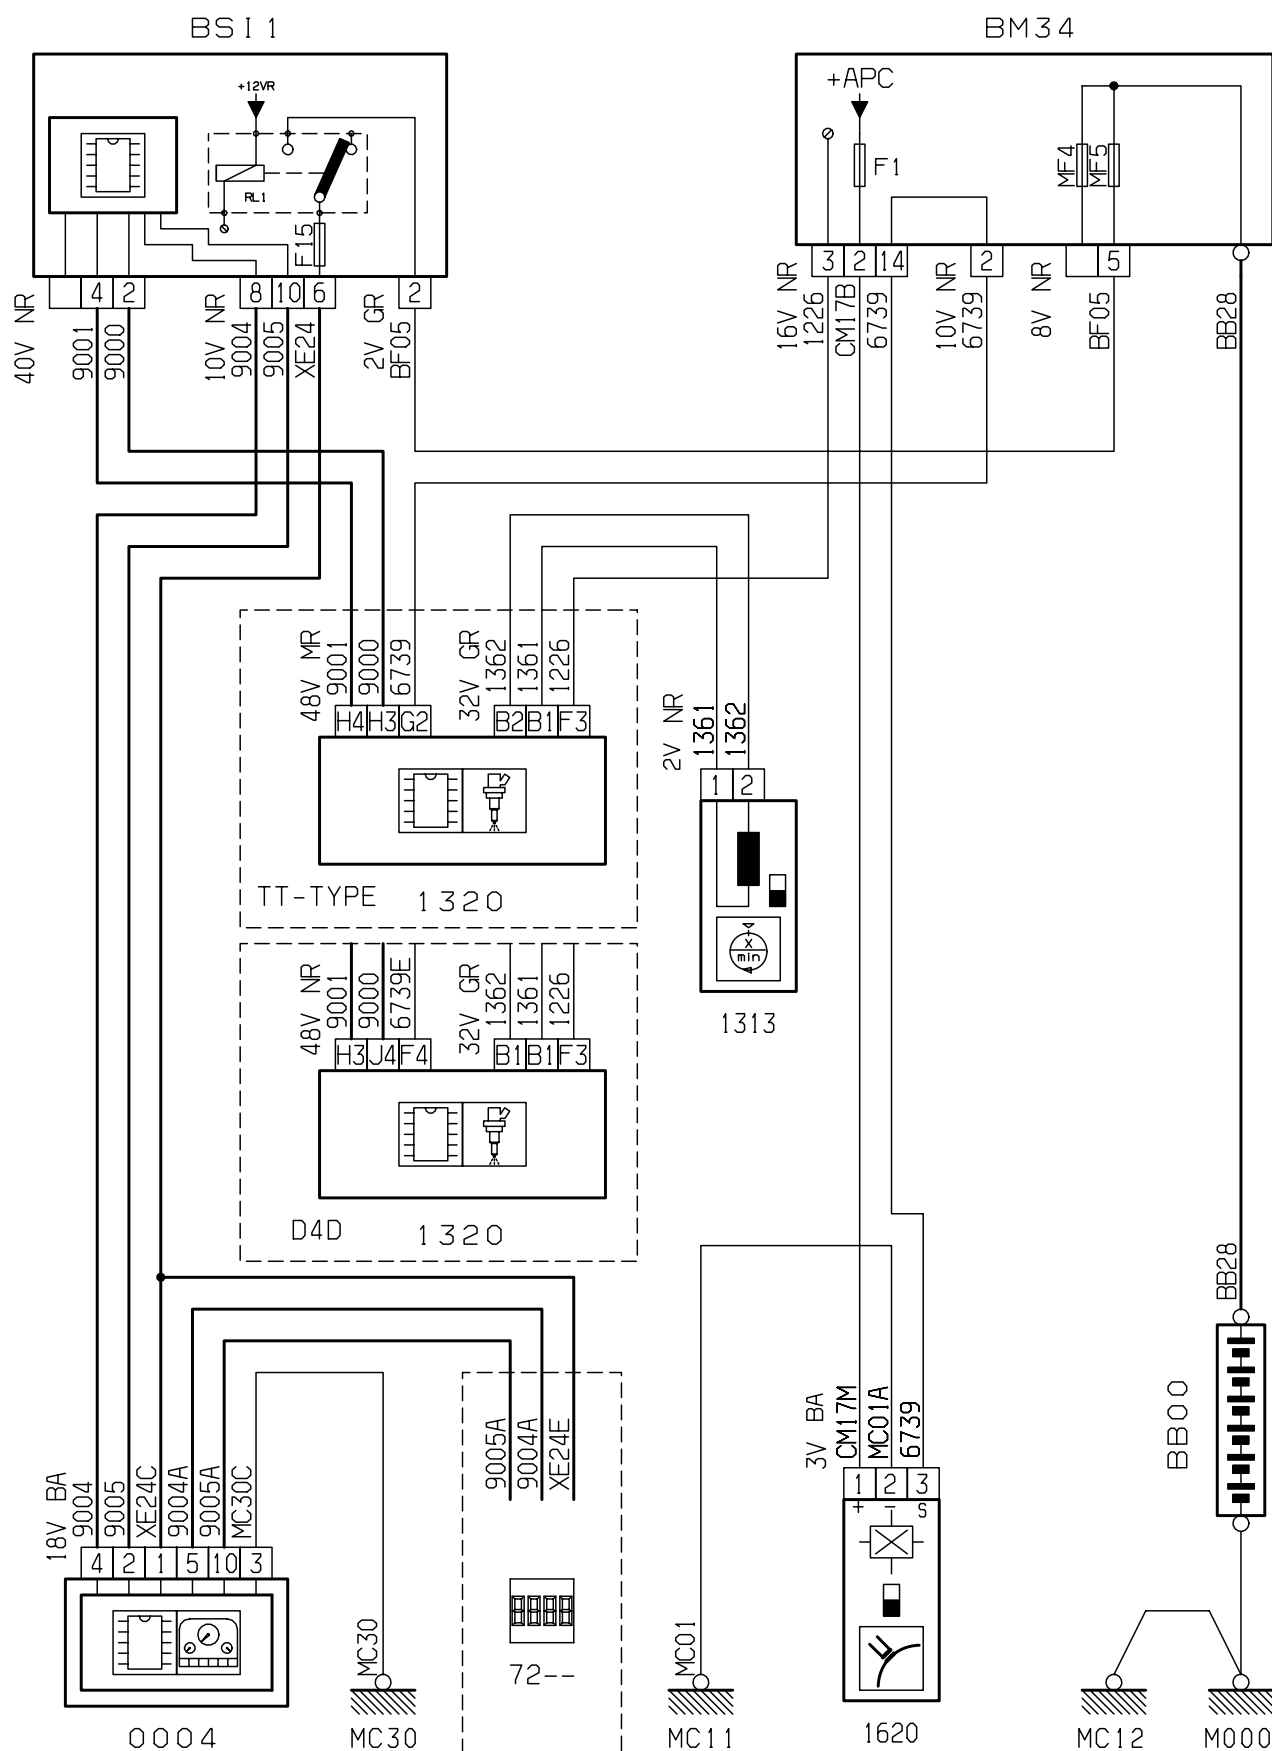 BSI1
BM34
+12VR
+APC
RL1
F15
F1
MF4
MF5
4 2
8 10 6
2
3 2 14
2
5
40V NR
9001
9000
10V NR
9004
9005
XE24
2V GR
BF05
16V NR
1226
CM17B
6739
10V NR
6739
8V NR
BF05
BB28
48V MR
9001
9000
6739
32V GR
1362
1361
1226
H4 H3 G2
B2 B1 F3
TT-TYPE 1320
2V NR
1361
1362
1 2
X
min
1313
48V NR
9001
9000
6739E
32V GR
1362
1361
1226
H3 J4 F4
B1 B1 F3
D4D 1320
BB28
BB00
18V BA
9004
9005
XE24C
9004A
9005A
MC30C
4 2 1 5 10 3
0004
MC30
MC30
9005A
9004A
XE24E
72--
MC01
MC11
3V BA
CM17M
MC01A
6739
1 2 3
+ - S
1620
MC12
M000